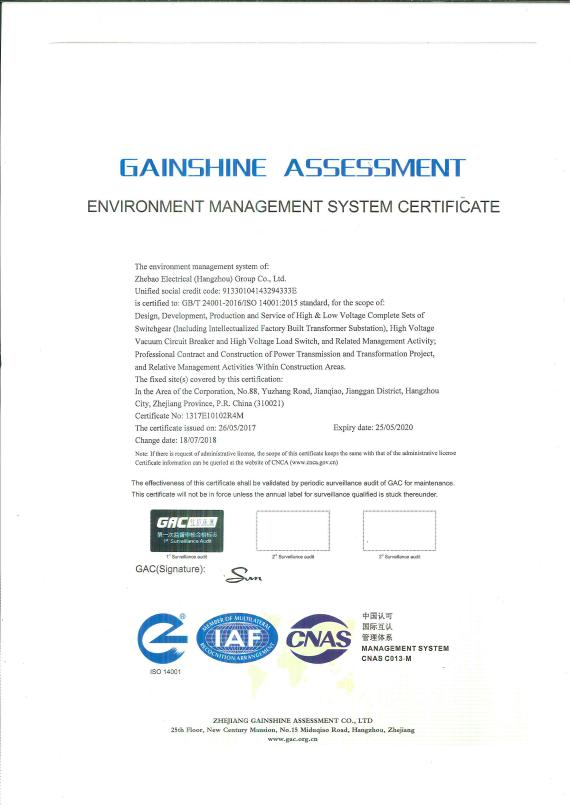 GAINSHINE ASSESSMENT
ENVIRONMENT MANAGEMENT SYSTEM CERTIFICATE
The environment management system of:
Zhebao Electrical (Hangzhou) Group Co., Ltd.
Unified social credit code: 91330104143294333E
is certified to: GB/T 24001-2016/ISO 14001:2015 standard, for the scope of:
Design, Development, Production and Service of High & Low Voltage Complete Sets of
Switchgear (Including Intellectualized Factory Built Transformer Substation), High Voltage
Vacuum Circuit Breaker and High Voltage Load Switch, and Related Management Activity;
Professional Contract and Construction of Power Transmission and Transformation Project,
and Relative Management Activities Within Construction Areas.
The fixed site(s) covered by this certification:
In the Area of the Corporation, No.88, Yuzhang Road, Jianqiao, Jianggan District, Hangzhou
City, Zhejiang Province, P.R. China (310021)
Certificate No: 1317E10102R4M
The certificate issued on: 26/05/2017 Expiry date: 25/05/2020
Change date: 18/07/2018
Note: If there is request of administrative license, the scope of this certificate keeps the same with that of the administrative license
Certificate information can be queried at the website of CNCA (www.cnca.gov.cn)
The effectiveness of this certificate shall be validated by periodic surveillance audit of GAC for maintenance.
This certificate will not be in force unless the annual label for surveillance qualified is stuck thereunder.
GAC
第一次监督审核合格标志
1st Surveillance Audit
1st Surveillance audit 2nd Surveillance audit 3rd Surveillance audit
GAC(Signature): Sun
MEMBER OF MULTILATERAL
IAF
RECOGNITION ARRANGEMENT
CNAS
®
ISO 14001
中国认可
国际互认
管理体系
MANAGEMENT SYSTEM
CNAS C013-M
ZHEJIANG GAINSHINE ASSESSMENT CO., LTD
25th Floor, New Century Mansion, No.15 Miduqiao Road, Hangzhou, Zhejiang
www.gac.org.cn